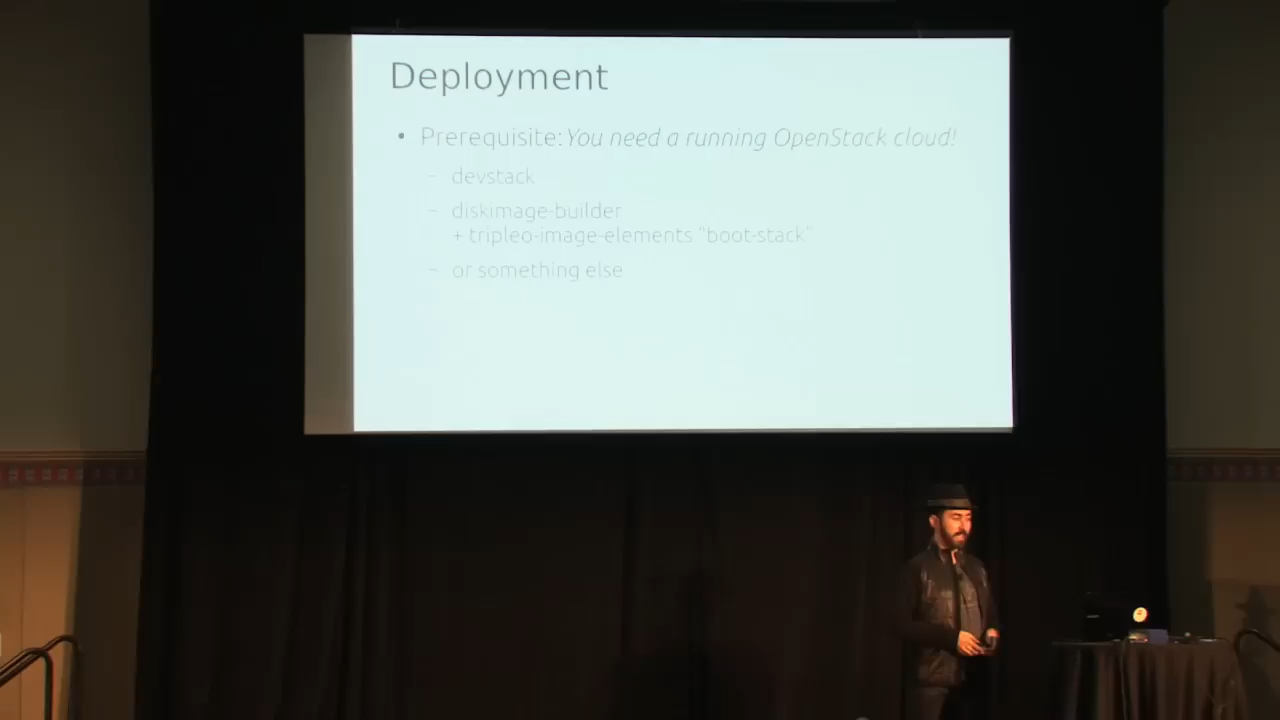 Deployment
• Prerequisite: You need a running OpenStack cloud!
– devstack
– diskimage-builder
+ tripleo-image-elements "boot-stack"
– or something else